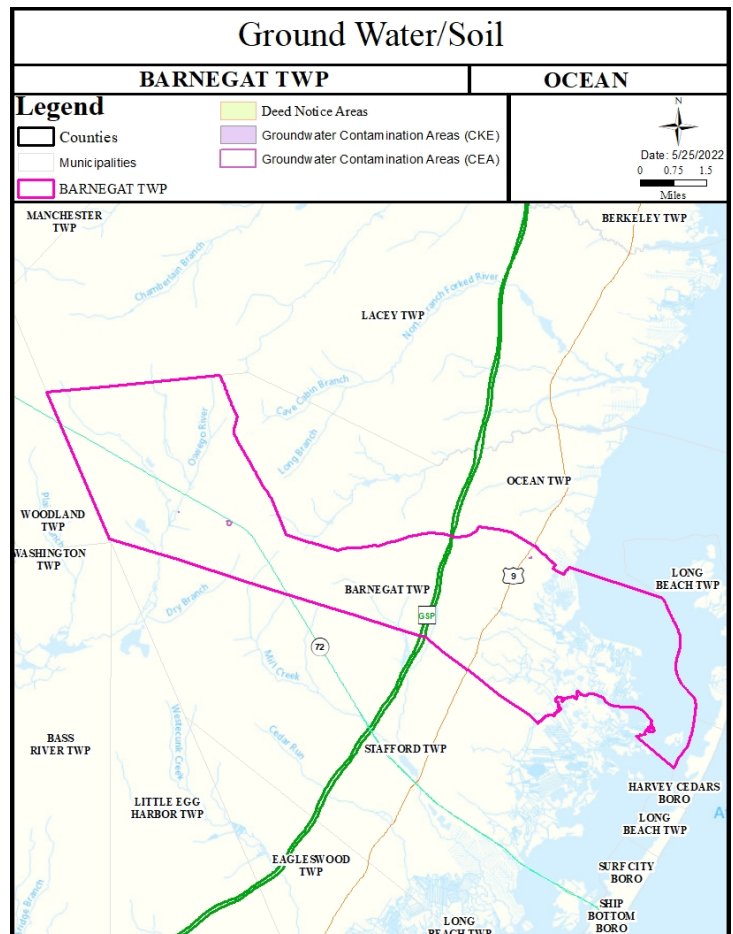 Ground Water/Soil
BARNEGAT TWP
OCEAN
Legend
Counties
Municipalities
BARNEGAT TWP
Deed Notice Areas
Groundwater Contamination Areas (CKE)
Groundwater Contamination Areas (CEA)
N
Date: 5/25/2022
0 0.75 1.5
Miles
MANCHESTER
TWP
BERKELEY TWP
Chamberlain Branch
LACEY TWP
Cave Cabin Branch
Oswego River
Long Branch
OCEAN TWP
WOODLAND
TWP
WASHINGTON
TWP
9
LONG
BEACH TWP
BARNEGAT TWP
Dry Branch
GSP
72
Mill Creek
Westecunk Creek
Cedar Run
BASS
RIVER TWP
STAFFORD TWP
HARVEY CEDARS
BORO
LITTLE EGG
HARBOR TWP
LONG
BEACH TWP
A
EAGLESWOOD
TWP
SURF CITY
BORO
SHIP
BOTTOM
BORO
LONG
BEACH TWP